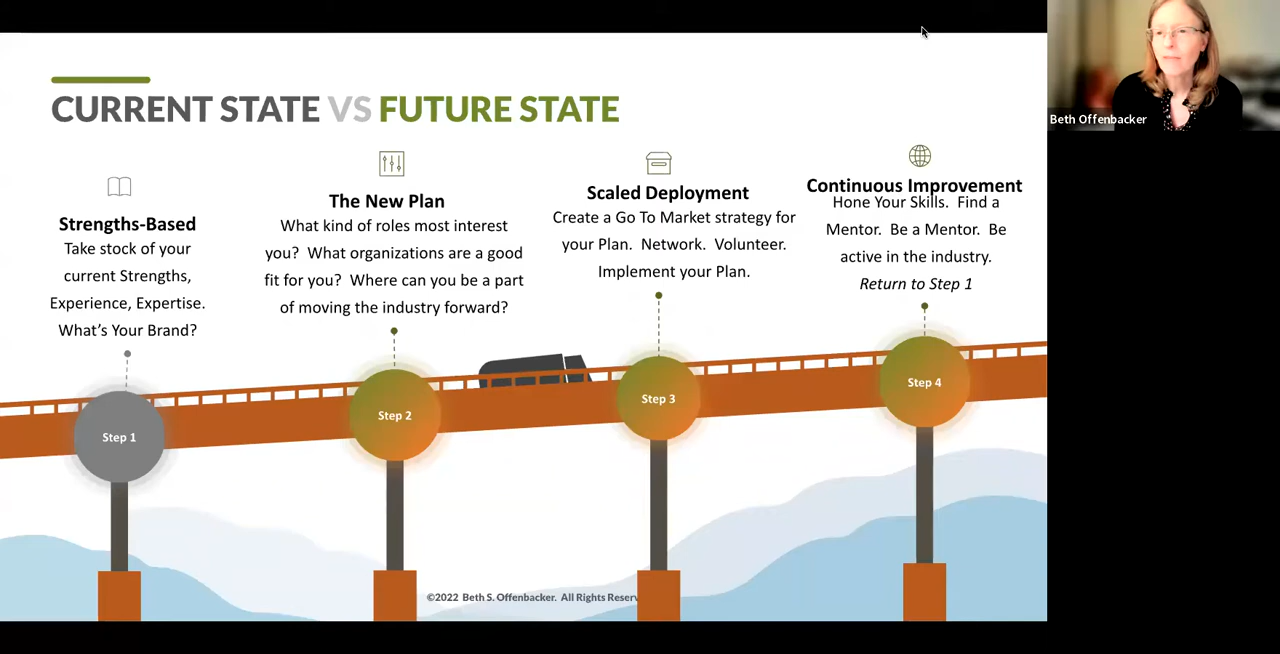 CURRENT STATE VS FUTURE STATE
Strengths-Based
Take stock of your
current Strengths,
Experience, Expertise.
What's Your Brand?
The New Plan
What kind of roles most interest
you?  What organizations are a good
fit for you?  Where can you be a part
of moving the industry forward?
Scaled Deployment
Create a Go To Market strategy for
your Plan.  Network.  Volunteer.
Implement your Plan.
Continuous Improvement
Hone Your Skills.  Find a
Mentor.  Be a Mentor.  Be
active in the industry.
Return to Step 1
Step 1
Step 2
Step 3
Step 4
©2022  Beth S. Offenbacker.  All Rights Reserv
Beth Offenbacker